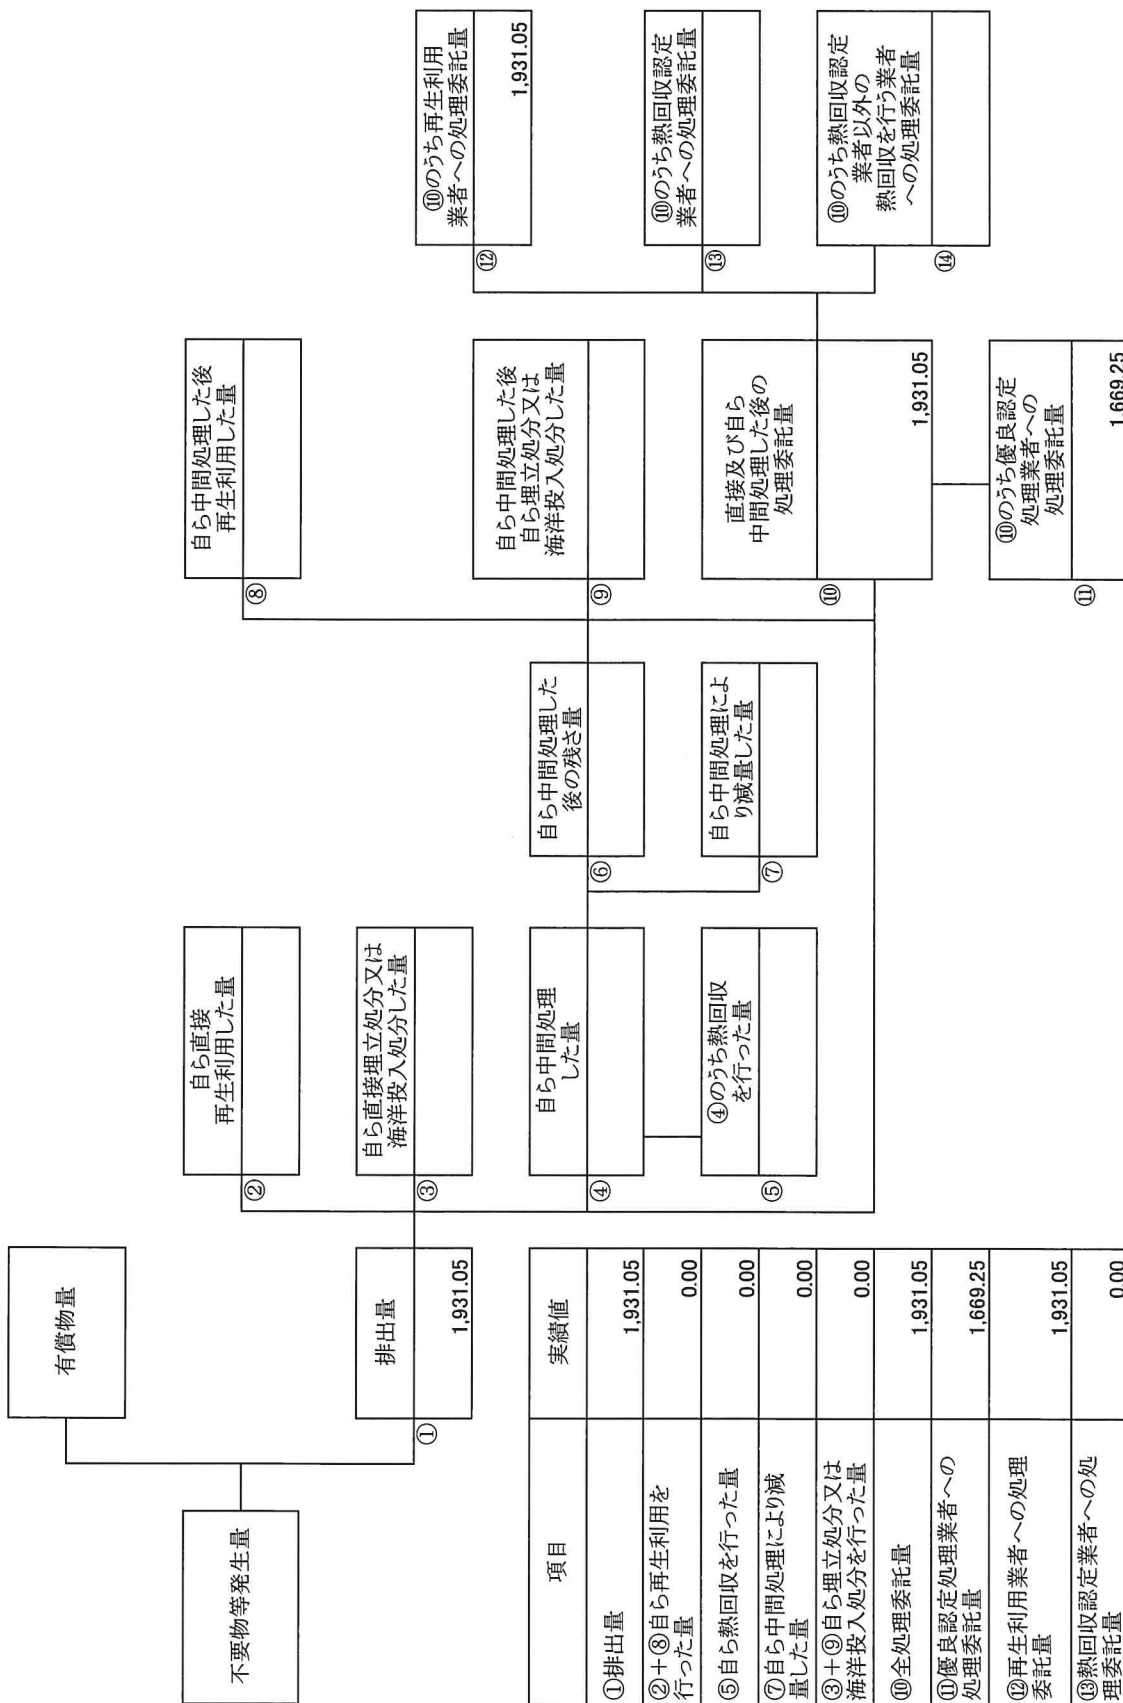 不要物等発生量
有償物量
①
排出量
1,931.05
②
自ら直接
再生利用した量
③
自ら直接埋立処分又は
海洋投入処分した量
④
自ら中間処理
した量
⑤
④のうち熱回収
を行った量
⑥
自ら中間処理した
後の残さ量
⑦
自ら中間処理によ
り減量した量
⑧
自ら中間処理した後
再生利用した量
⑨
自ら中間処理した後
自ら埋立処分又は
海洋投入処分した量
⑩
直接及び自ら
中間処理した後の
処理委託量
1,931.05
⑪
⑩のうち優良認定
処理業者への
処理委託量
1,669.25
⑫
⑩のうち再生利用
業者への処理委託量
1,931.05
⑬
⑩のうち熱回収認定
業者への処理委託量
⑭
⑩のうち熱回収認定
業者以外の
熱回収を行う業者
への処理委託量
項目 実績値
①排出量 1,931.05
②+⑧自ら再生利用を
行った量 0.00
⑤自ら熱回収を行った量 0.00
⑦自ら中間処理により減
量した量 0.00
③+⑨自ら埋立処分又は
海洋投入処分を行った量 0.00
⑩全処理委託量 1,931.05
⑪優良認定処理業者への
処理委託量 1,669.25
⑫再生利用業者への処理
委託量 1,931.05
⑬熱回収認定業者への処
理委託量 0.00